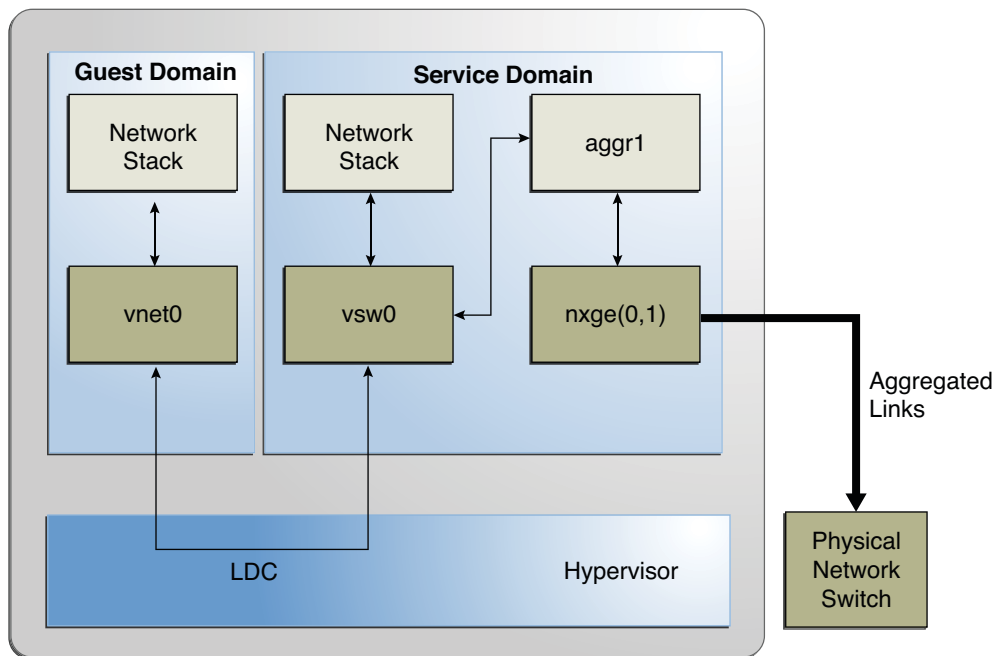 Guest Domain
Service Domain
Network
Stack
Network
Stack
aggr1
vnet0
vsw0
nxge(0,1)
Aggregated
Links
LDC
Hypervisor
Physical
Network
Switch